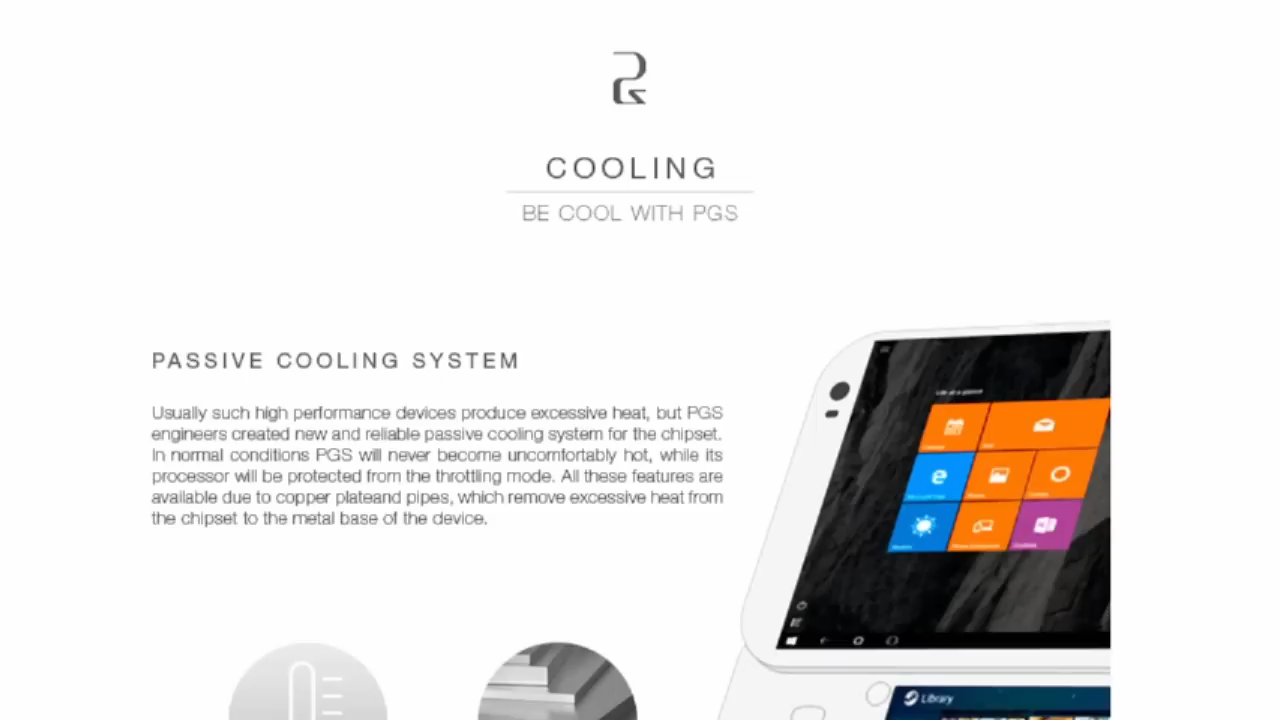 COOLING
BE COOL WITH PGS
PASSIVE COOLING SYSTEM
Usually such high performance devices produce excessive heat, but PGS
engineers created new and reliable passive cooling system for the chipset.
In normal conditions PGS will never become uncomfortably hot, while its
processor will be protected from the throttling mode. All these features are
available due to copper plateand pipes, which remove excessive heat from
the chipset to the metal base of the device.
Life at a glance
Library